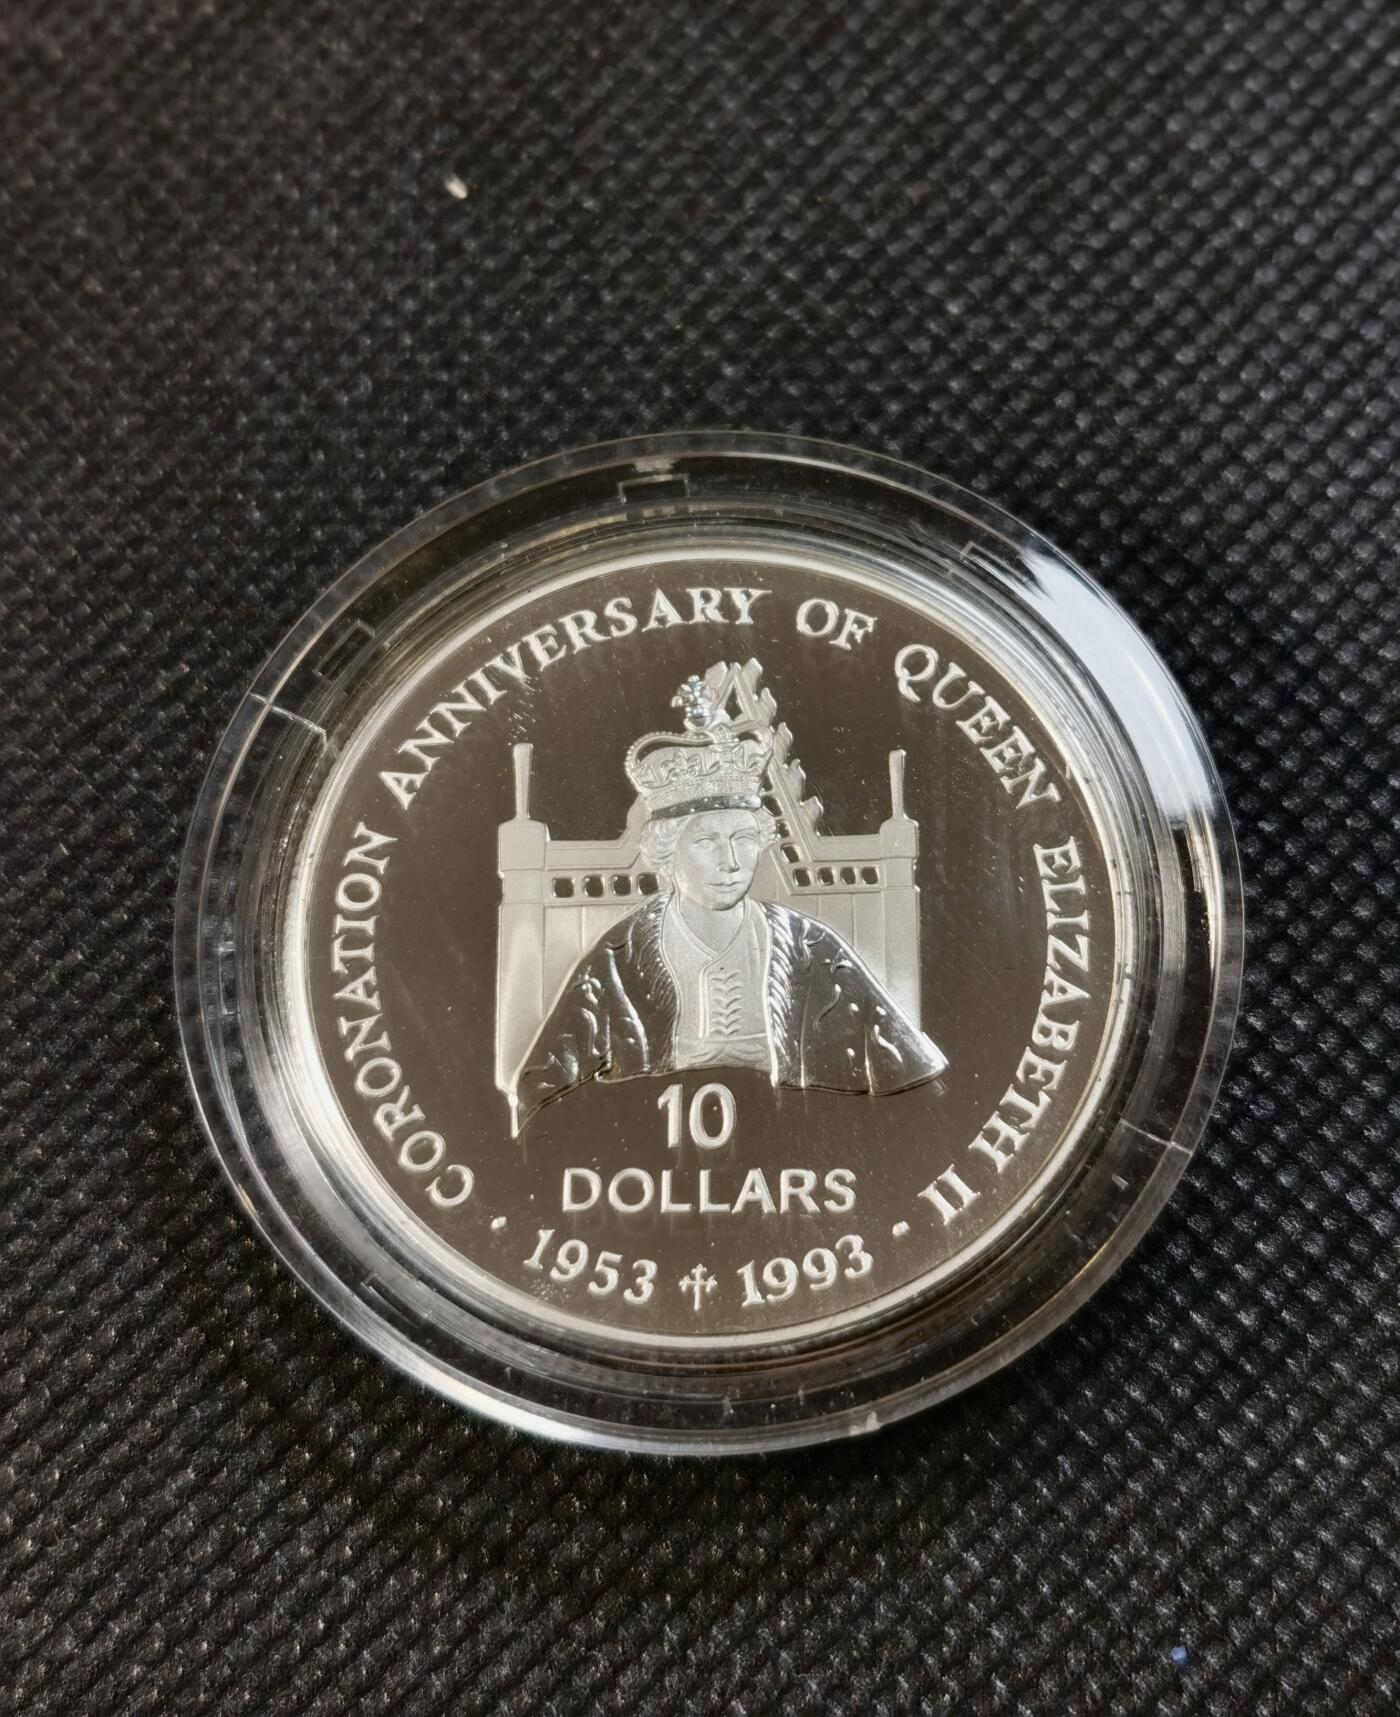 CORONATION ANNIVERSARY OF QUEEN ELIZABETH II
10
DOLLARS
· 1953 † 1993 ·